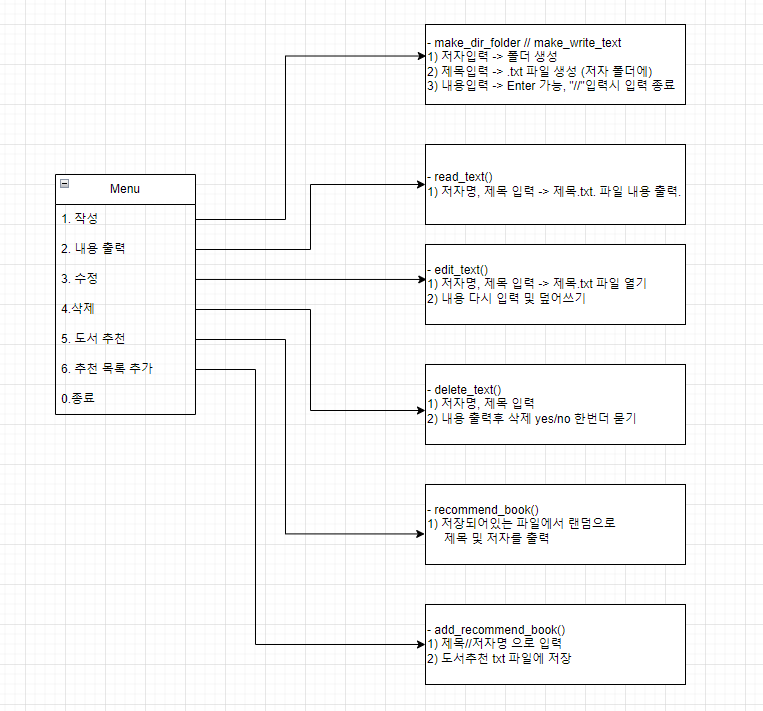 Menu
1. 작성
2. 내용 출력
3. 수정
4.삭제
5. 도서 추천
6. 추천 목록 추가
0.종료
- make_dir_folder // make_write_text
1) 저자입력 -> 폴더 생성
2) 제목입력 -> .txt 파일 생성 (저자 폴더에)
3) 내용입력 -> Enter 가능, "//"입력시 입력 종료
- read_text()
1) 저자명, 제목 입력 -> 제목.txt. 파일 내용 출력.
- edit_text()
1) 저자명, 제목 입력 -> 제목.txt 파일 열기
2) 내용 다시 입력 및 덮어쓰기
- delete_text()
1) 저자명, 제목 입력
2) 내용 출력후 삭제 yes/no 한번더 묻기
- recommend_book()
1) 저장되어있는 파일에서 랜덤으로
제목 및 저자를 출력
- add_recommend_book()
1) 제목//저자명 으로 입력
2) 도서추천 txt 파일에 저장